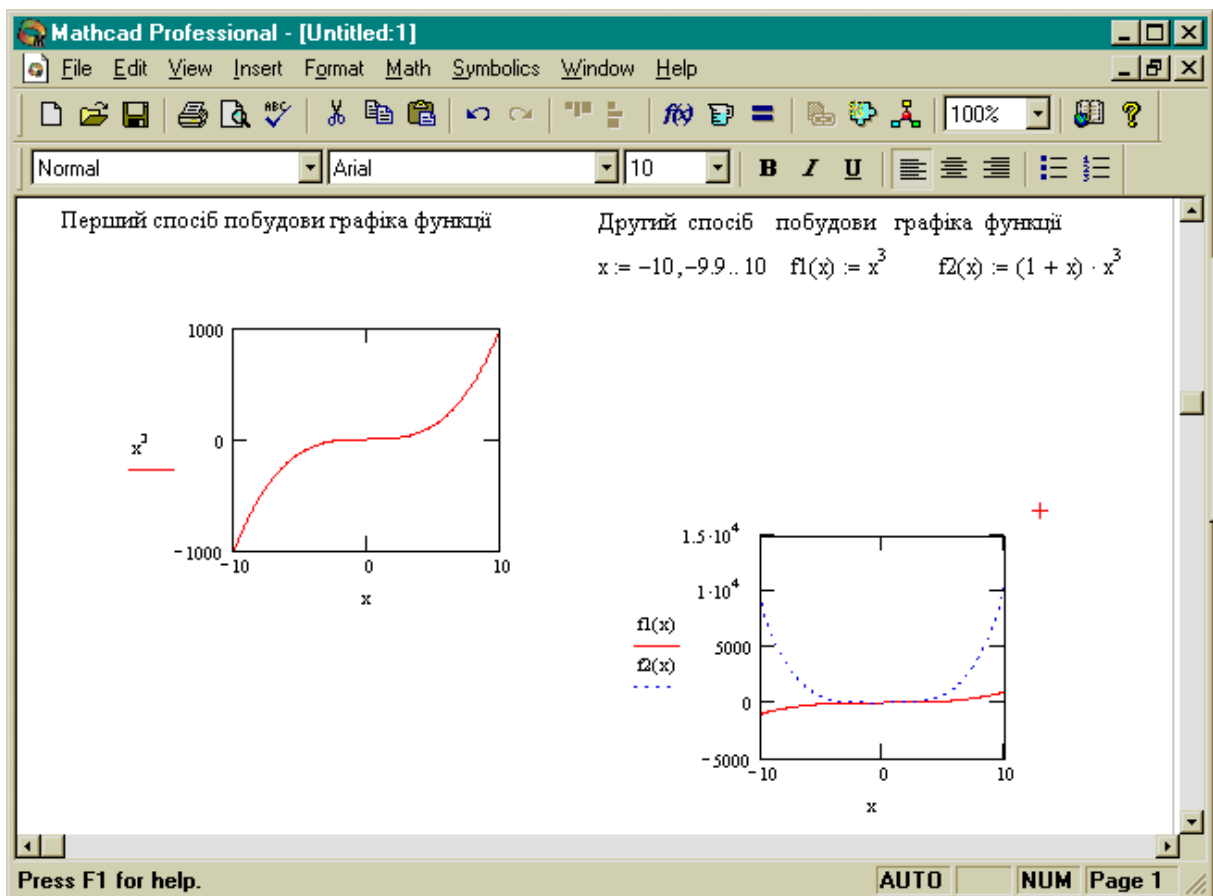 Mathcad Professional - [Untitled:1]
File Edit View Insert Format Math Symbolics Window Help
100%
Normal Arial 10 B I U
Перший спосіб побудови графіка функції
Другий спосіб побудови графіка функції
x := −10 , −9.9 .. 10 f1(x) := x³ f2(x) := (1 + x) · x³
1000
x³
0
−1000
−10 0 10
x
1.5·10⁴
1·10⁴
f1(x)
5000
f2(x)
0
−5000
−10 0 10
x
Press F1 for help. AUTO NUM Page 1